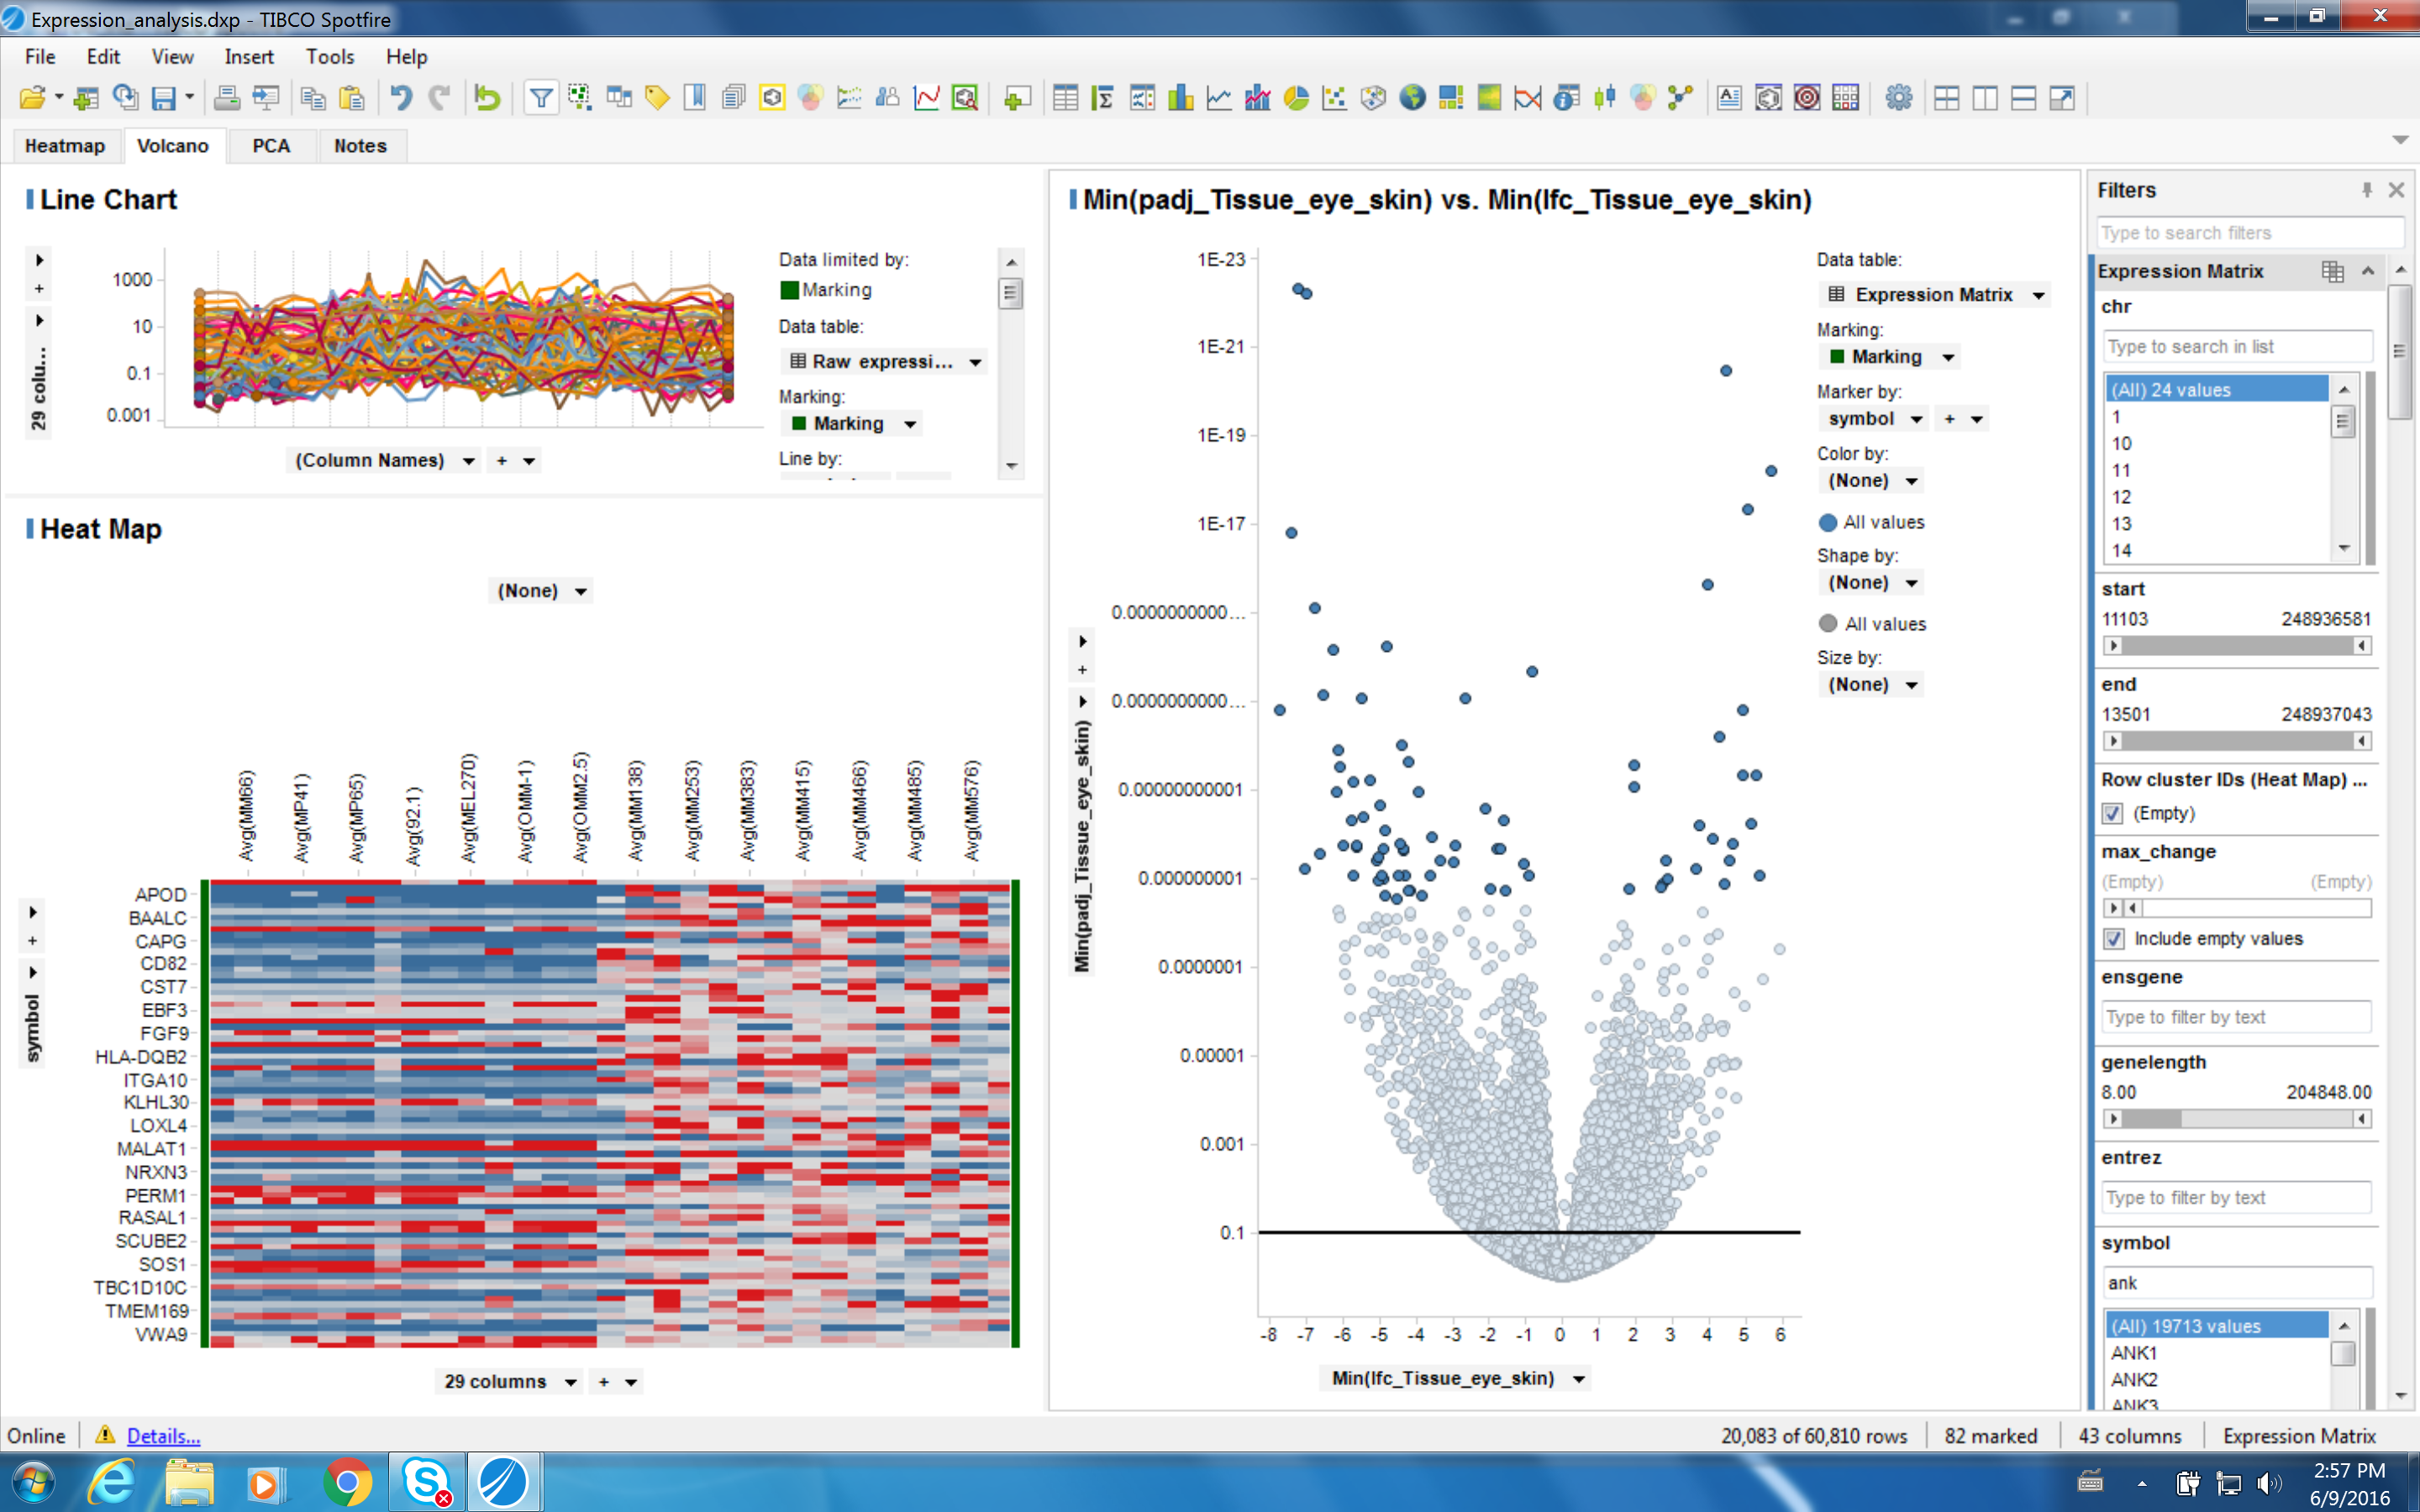 Expression_analysis.dxp - TIBCO Spotfire
File Edit View Insert Tools Help
Heatmap Volcano PCA Notes
Line Chart
1000
10
0.1
0.001
29 colu...
(Column Names) +
Data limited by:
Marking
Data table:
Raw expressi...
Marking:
Marking
Line by:
Heat Map
(None)
Avg(MM66) Avg(MP41) Avg(MP65) Avg(92.1) Avg(MEL270) Avg(OMM-1) Avg(OMM2.5) Avg(MM138) Avg(MM253) Avg(MM383) Avg(MM415) Avg(MM466) Avg(MM485) Avg(MM576)
APOD
BAALC
CAPG
CD82
CST7
EBF3
FGF9
HLA-DQB2
ITGA10
KLHL30
LOXL4
MALAT1
NRXN3
PERM1
RASAL1
SCUBE2
SOS1
TBC1D10C
TMEM169
VWA9
symbol
29 columns +
Min(padj_Tissue_eye_skin) vs. Min(lfc_Tissue_eye_skin)
1E-23
1E-21
1E-19
1E-17
0.0000000000...
0.0000000000...
0.00000000001
0.000000001
0.0000001
0.00001
0.001
0.1
Min(padj_Tissue_eye_skin)
-8 -7 -6 -5 -4 -3 -2 -1 0 1 2 3 4 5 6
Min(lfc_Tissue_eye_skin)
Data table:
Expression Matrix
Marking:
Marking
Marker by:
symbol +
Color by:
(None)
All values
Shape by:
(None)
All values
Size by:
(None)
Filters
Type to search filters
Expression Matrix
chr
Type to search in list
(All) 24 values
1
10
11
12
13
14
start
11103 248936581
end
13501 248937043
Row cluster IDs (Heat Map) ...
(Empty)
max_change
(Empty) (Empty)
Include empty values
ensgene
Type to filter by text
genelength
8.00 204848.00
entrez
Type to filter by text
symbol
ank
(All) 19713 values
ANK1
ANK2
ANK3
Online Details... 20,083 of 60,810 rows 82 marked 43 columns Expression Matrix
2:57 PM
6/9/2016